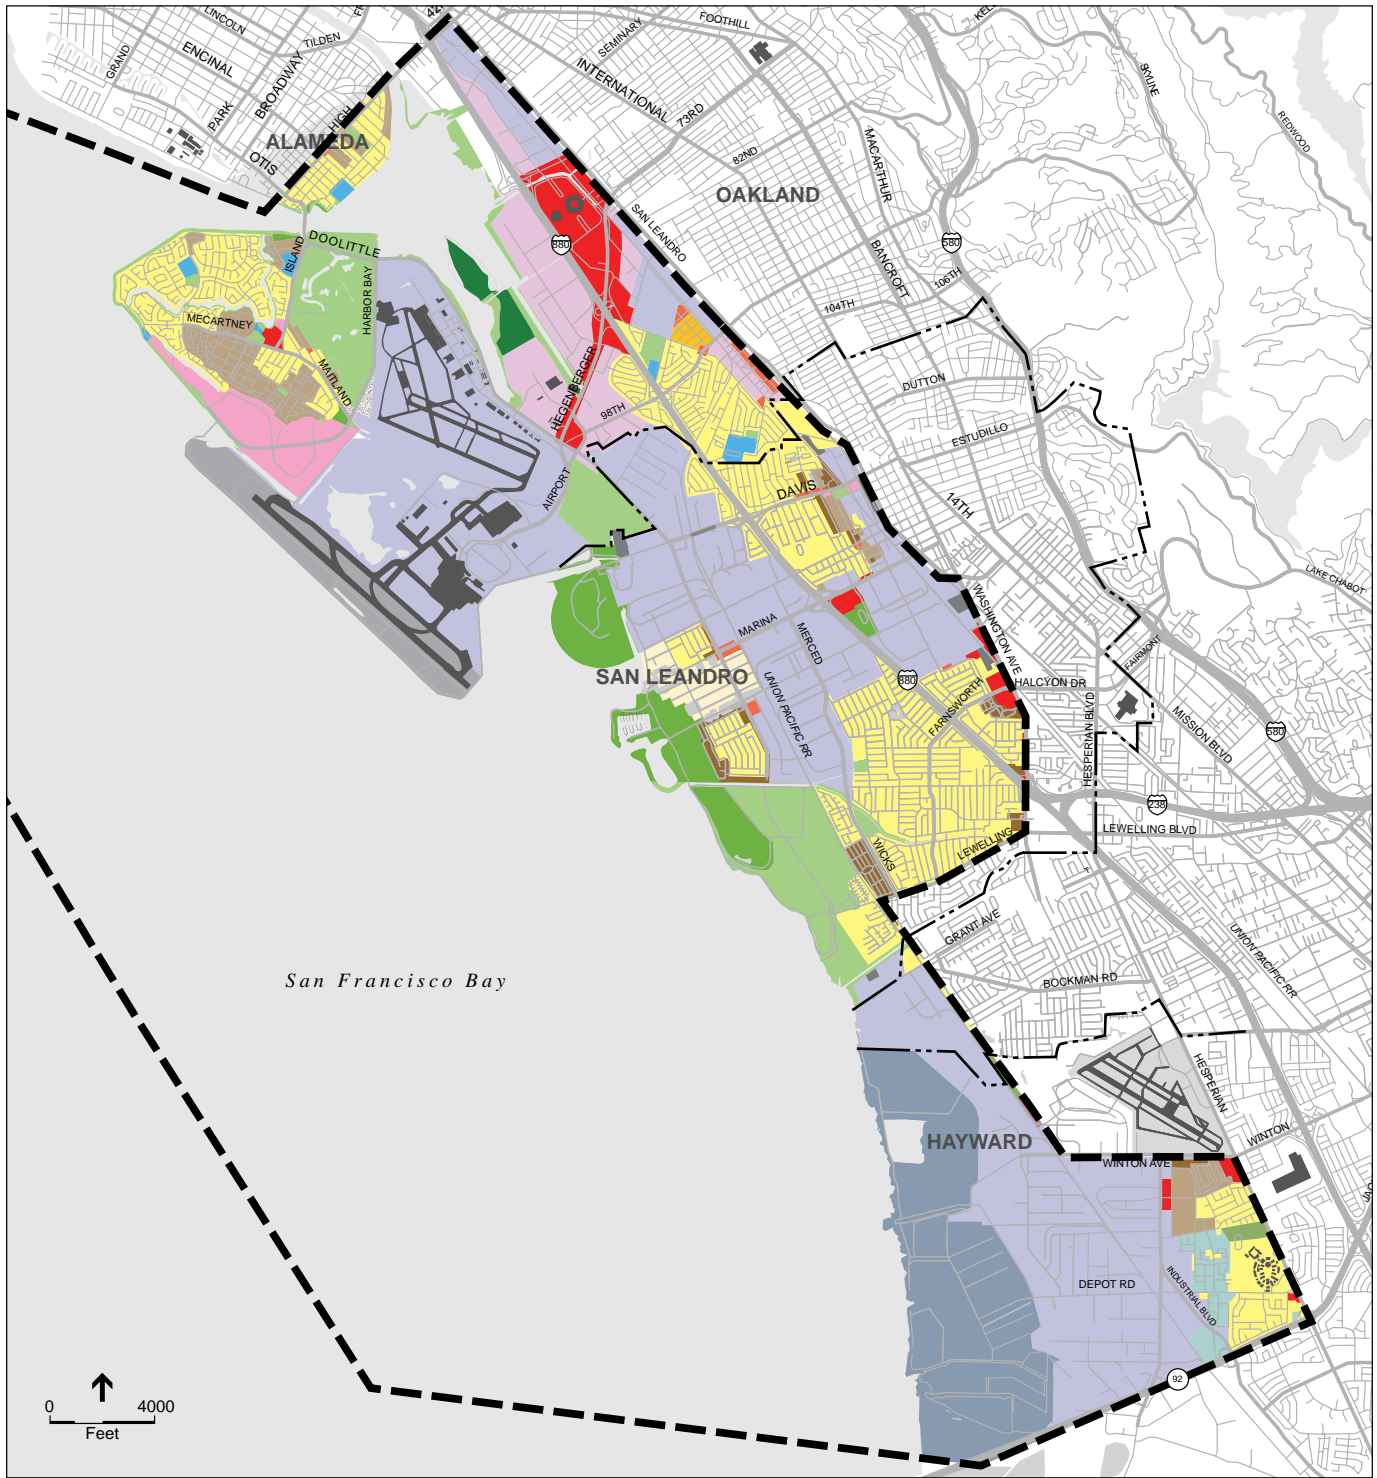 LINCOLN
FOOTHILL
SEMINARY
TILDEN
GRAND
ENCINAL
BROADWAY
INTERNATIONAL
SKYLINE
PARK
HIGH
73RD
REDWOOD
ALAMEDA
OTIS
82ND
MACARTHUR
OAKLAND
SAN LEANDRO
DOOLITTLE
ISLAND
880
580
BANCROFT
HARBOR BAY
106TH
104TH
MECARTNEY
MAITLAND
HEGENBERGER
DUTTON
98TH
ESTUDILLO
AIRPORT
DAVIS
14TH
LAKE CHABOT
WASHINGTON AVE
MARINA
MERCED
FAIRMONT
SAN LEANDRO
880
HALCYON DR
UNION PACIFIC RR
FARNSWORTH
HESPERIAN BLVD
MISSION BLVD
580
238
LEWELLING BLVD
LEWELLING
WICKS
GRANT AVE
UNION PACIFIC RR
San Francisco Bay
BOCKMAN RD
HESPERIAN
HAYWARD
WINTON
WINTON AVE
DEPOT RD
INDUSTRIAL BLVD
92
0 4000
Feet